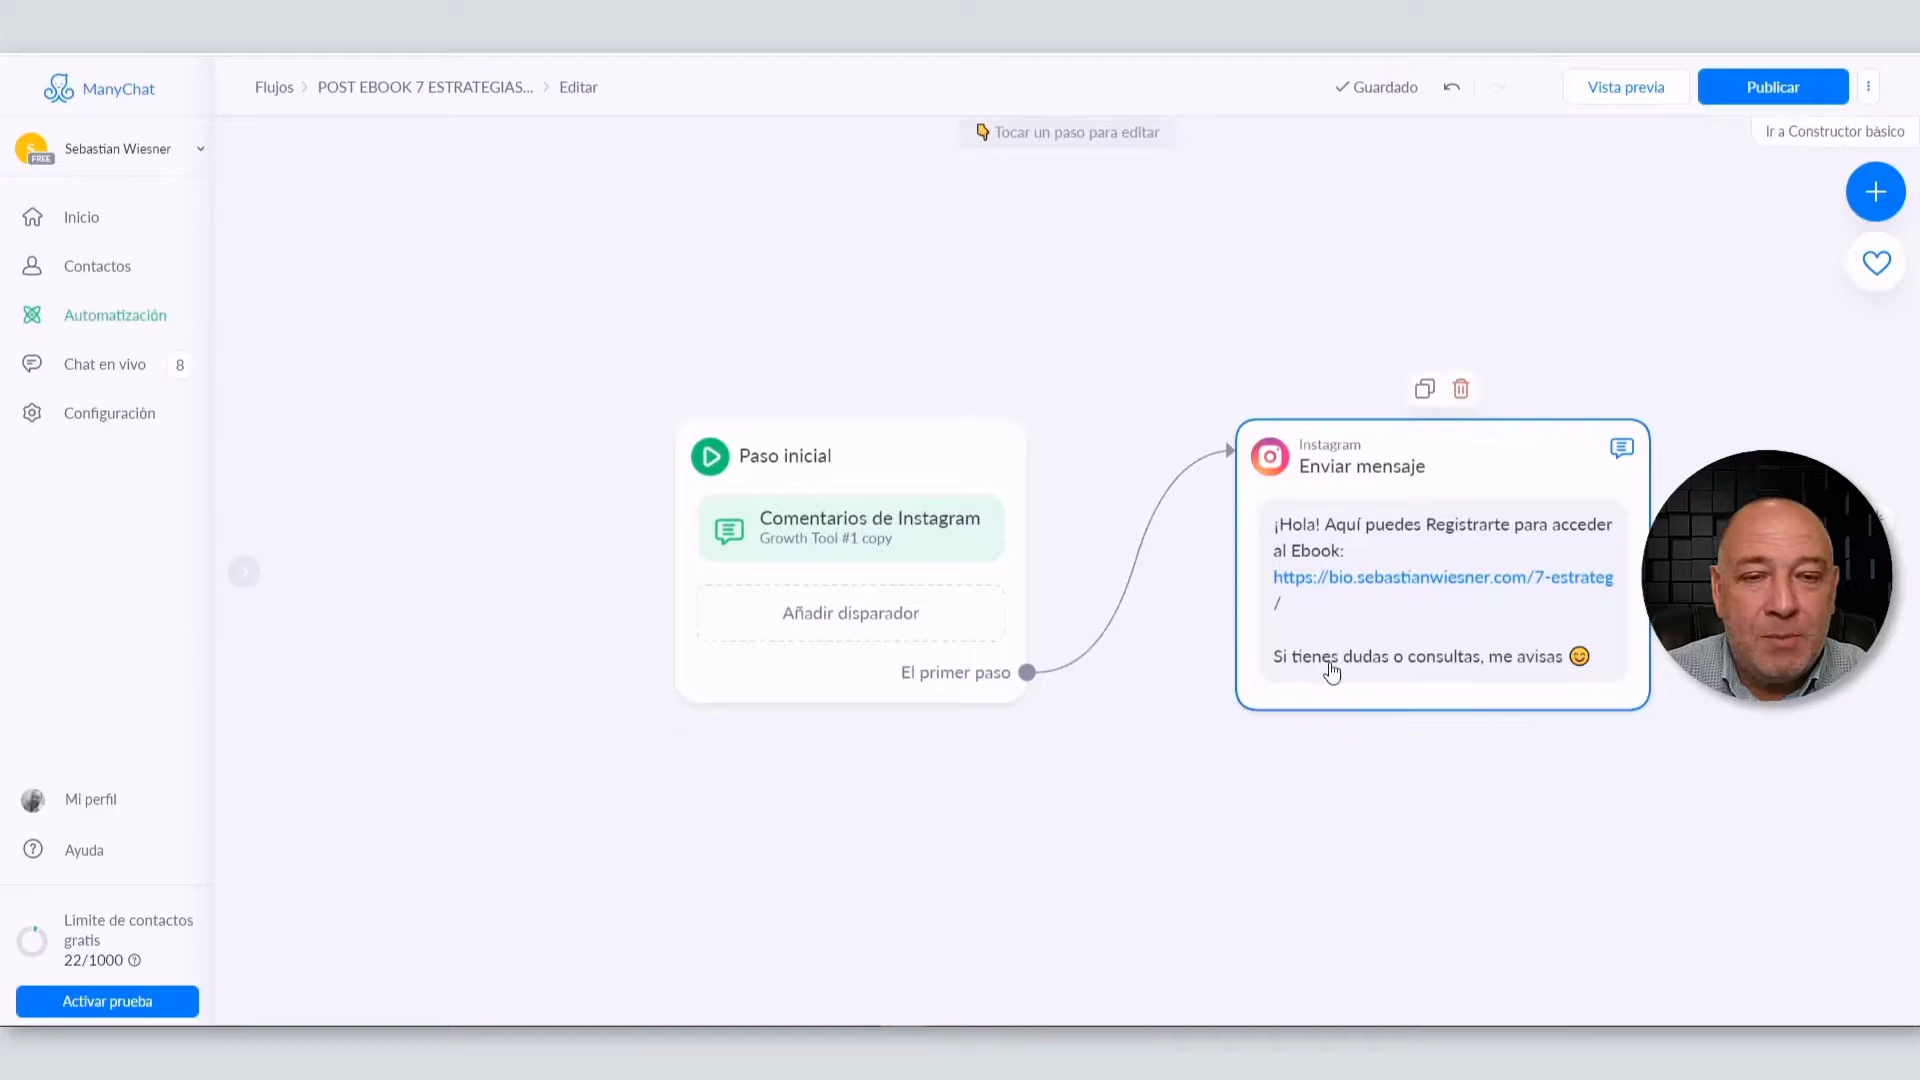 ManyChat
Flujos > POST EBOOK 7 ESTRATEGIAS... > Editar
Guardado
Vista previa
Publicar
Tocar un paso para editar
Ir a Constructor básico
S
FREE
Sebastian Wiesner
Inicio
Contactos
Automatización
Chat en vivo 8
Configuración
Paso inicial
Comentarios de Instagram
Growth Tool #1 copy
Añadir disparador
El primer paso
Instagram
Enviar mensaje
¡Hola! Aquí puedes Registrarte para acceder
al Ebook:
https://bio.sebastianwiesner.com/7-estrateg
/
Si tienes dudas o consultas, me avisas 😊
Mi perfil
Ayuda
Límite de contactos
gratis
22/1000
Activar prueba